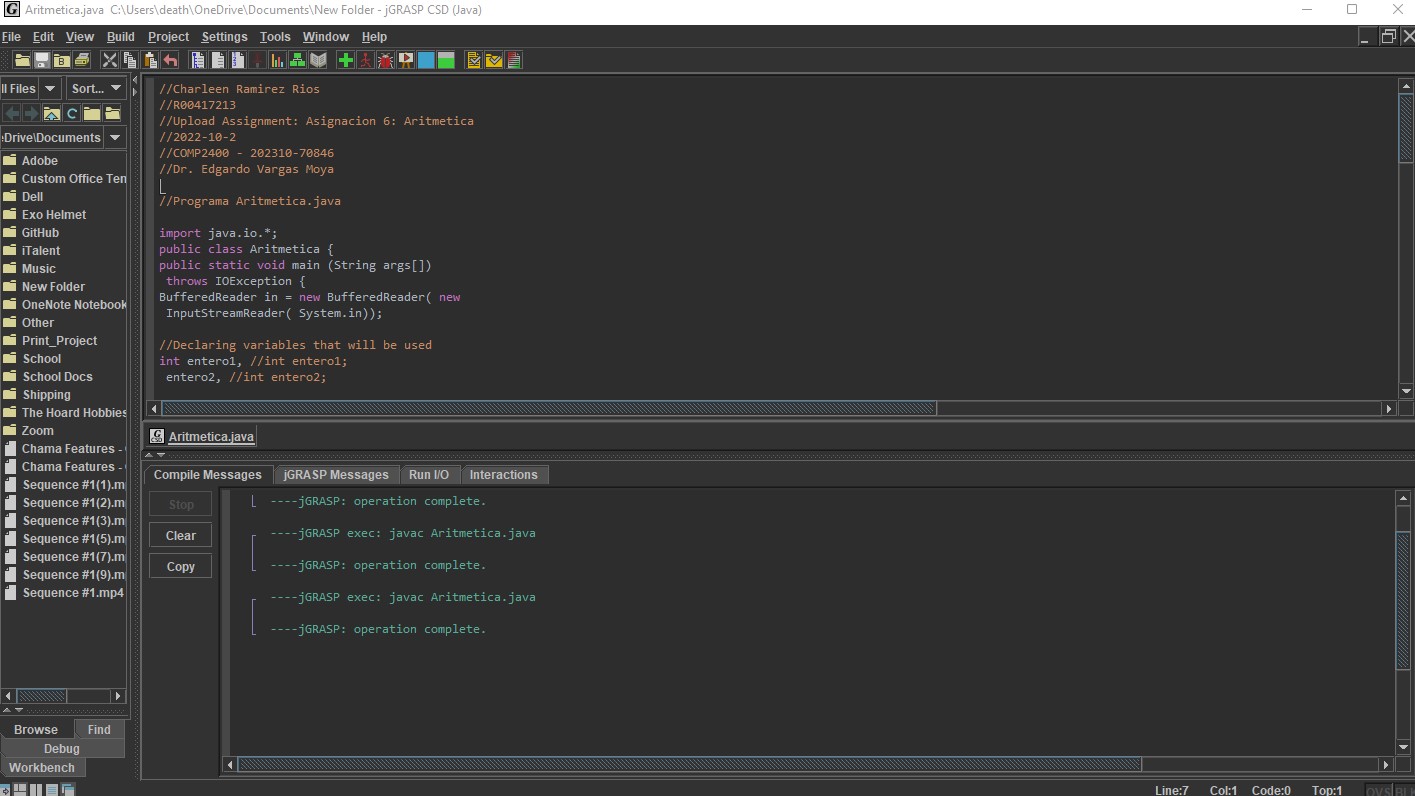 Aritmetica.java  C:\Users\death\OneDrive\Documents\New Folder - jGRASP CSD (Java)
File Edit View Build Project Settings Tools Window Help
ll Files Sort...
:Drive\Documents
Adobe
Custom Office Ten
Dell
Exo Helmet
GitHub
iTalent
Music
New Folder
OneNote Notebook
Other
Print_Project
School
School Docs
Shipping
The Hoard Hobbies
Zoom
Chama Features -
Chama Features -
Sequence #1(1).m
Sequence #1(2).m
Sequence #1(3).m
Sequence #1(5).m
Sequence #1(7).m
Sequence #1(9).m
Sequence #1.mp4
Browse Find
Debug
Workbench
//Charleen Ramirez Rios
//R00417213
//Upload Assignment: Asignacion 6: Aritmetica
//2022-10-2
//COMP2400 - 202310-70846
//Dr. Edgardo Vargas Moya
//Programa Aritmetica.java
import java.io.*;
public class Aritmetica {
public static void main (String args[])
throws IOException {
BufferedReader in = new BufferedReader( new
InputStreamReader( System.in));
//Declaring variables that will be used
int entero1, //int entero1;
entero2, //int entero2;
Aritmetica.java
Compile Messages jGRASP Messages Run I/O Interactions
Stop
Clear
Copy
----jGRASP: operation complete.
----jGRASP exec: javac Aritmetica.java
----jGRASP: operation complete.
----jGRASP exec: javac Aritmetica.java
----jGRASP: operation complete.
Line:7 Col:1 Code:0 Top:1 OVS BLK